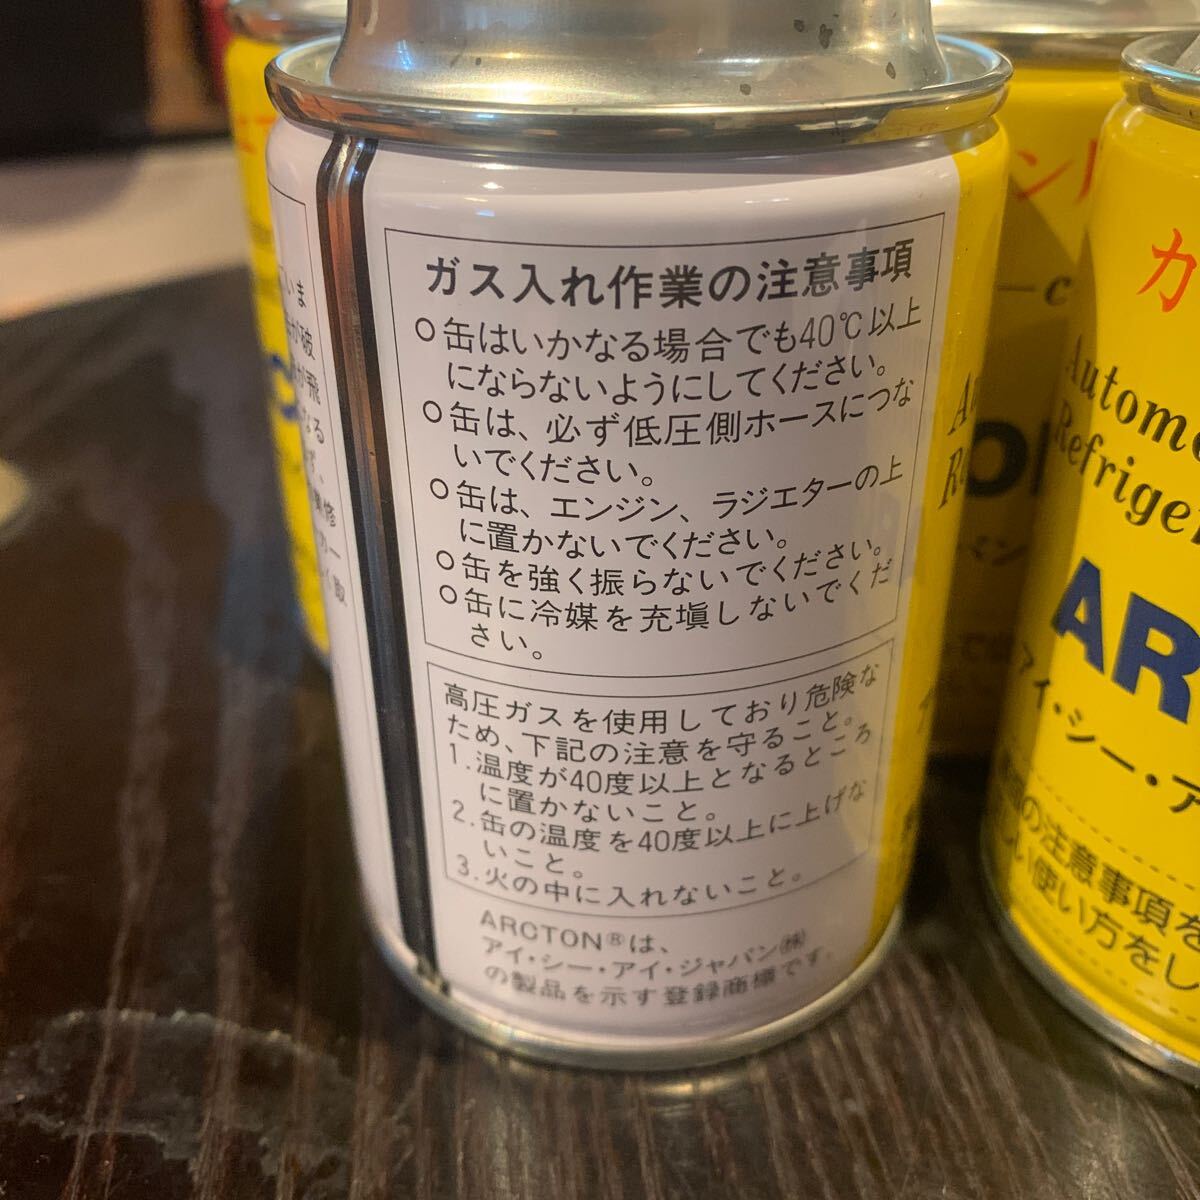 ガス入れ作業の注意事項
○缶はいかなる場合でも40℃以上
にならないようにしてください。
○缶は、必ず低圧側ホースにつな
いでください。
○缶は、エンジン、ラジエターの上
に置かないでください。
○缶を強く振らないでください。
○缶に冷媒を充塡しないでくだ
さい。
高圧ガスを使用しており危険な
ため、下記の注意を守ること。
1.温度が40度以上となるところ
に置かないこと。
2.缶の温度を40度以上に上げな
いこと。
3.火の中に入れないこと。
ARCTON®は、
アイ・シー・アイ・ジャパン㈱
の製品を示す登録商標です。
いま
が破
が飛
なる
カ
Automo
Refriger
AR
アイ・シー・ア
の注意事項を
しい使い方をし